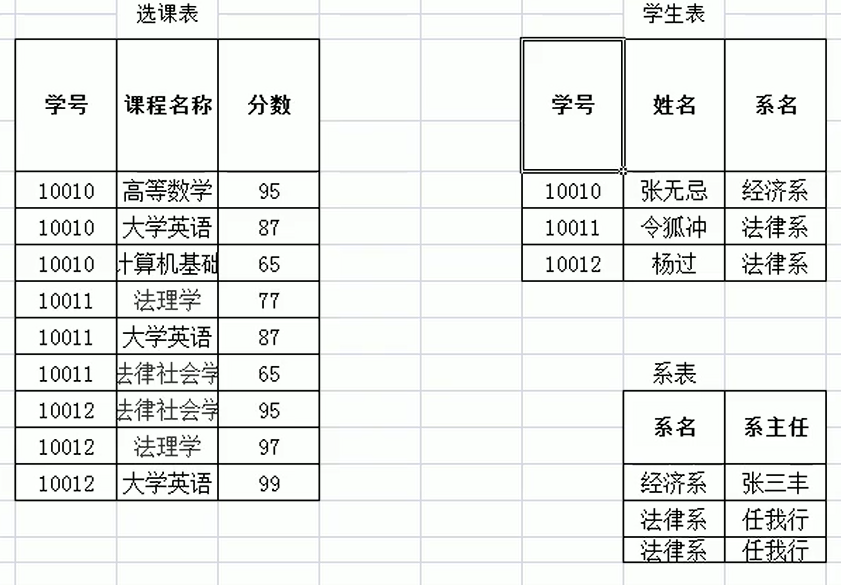 选课表
学号 课程名称 分数
10010 高等数学 95
10010 大学英语 87
10010 计算机基础 65
10011 法理学 77
10011 大学英语 87
10011 法律社会学 65
10012 法律社会学 95
10012 法理学 97
10012 大学英语 99
学生表
学号 姓名 系名
10010 张无忌 经济系
10011 令狐冲 法律系
10012 杨过 法律系
系表
系名 系主任
经济系 张三丰
法律系 任我行
法律系 任我行